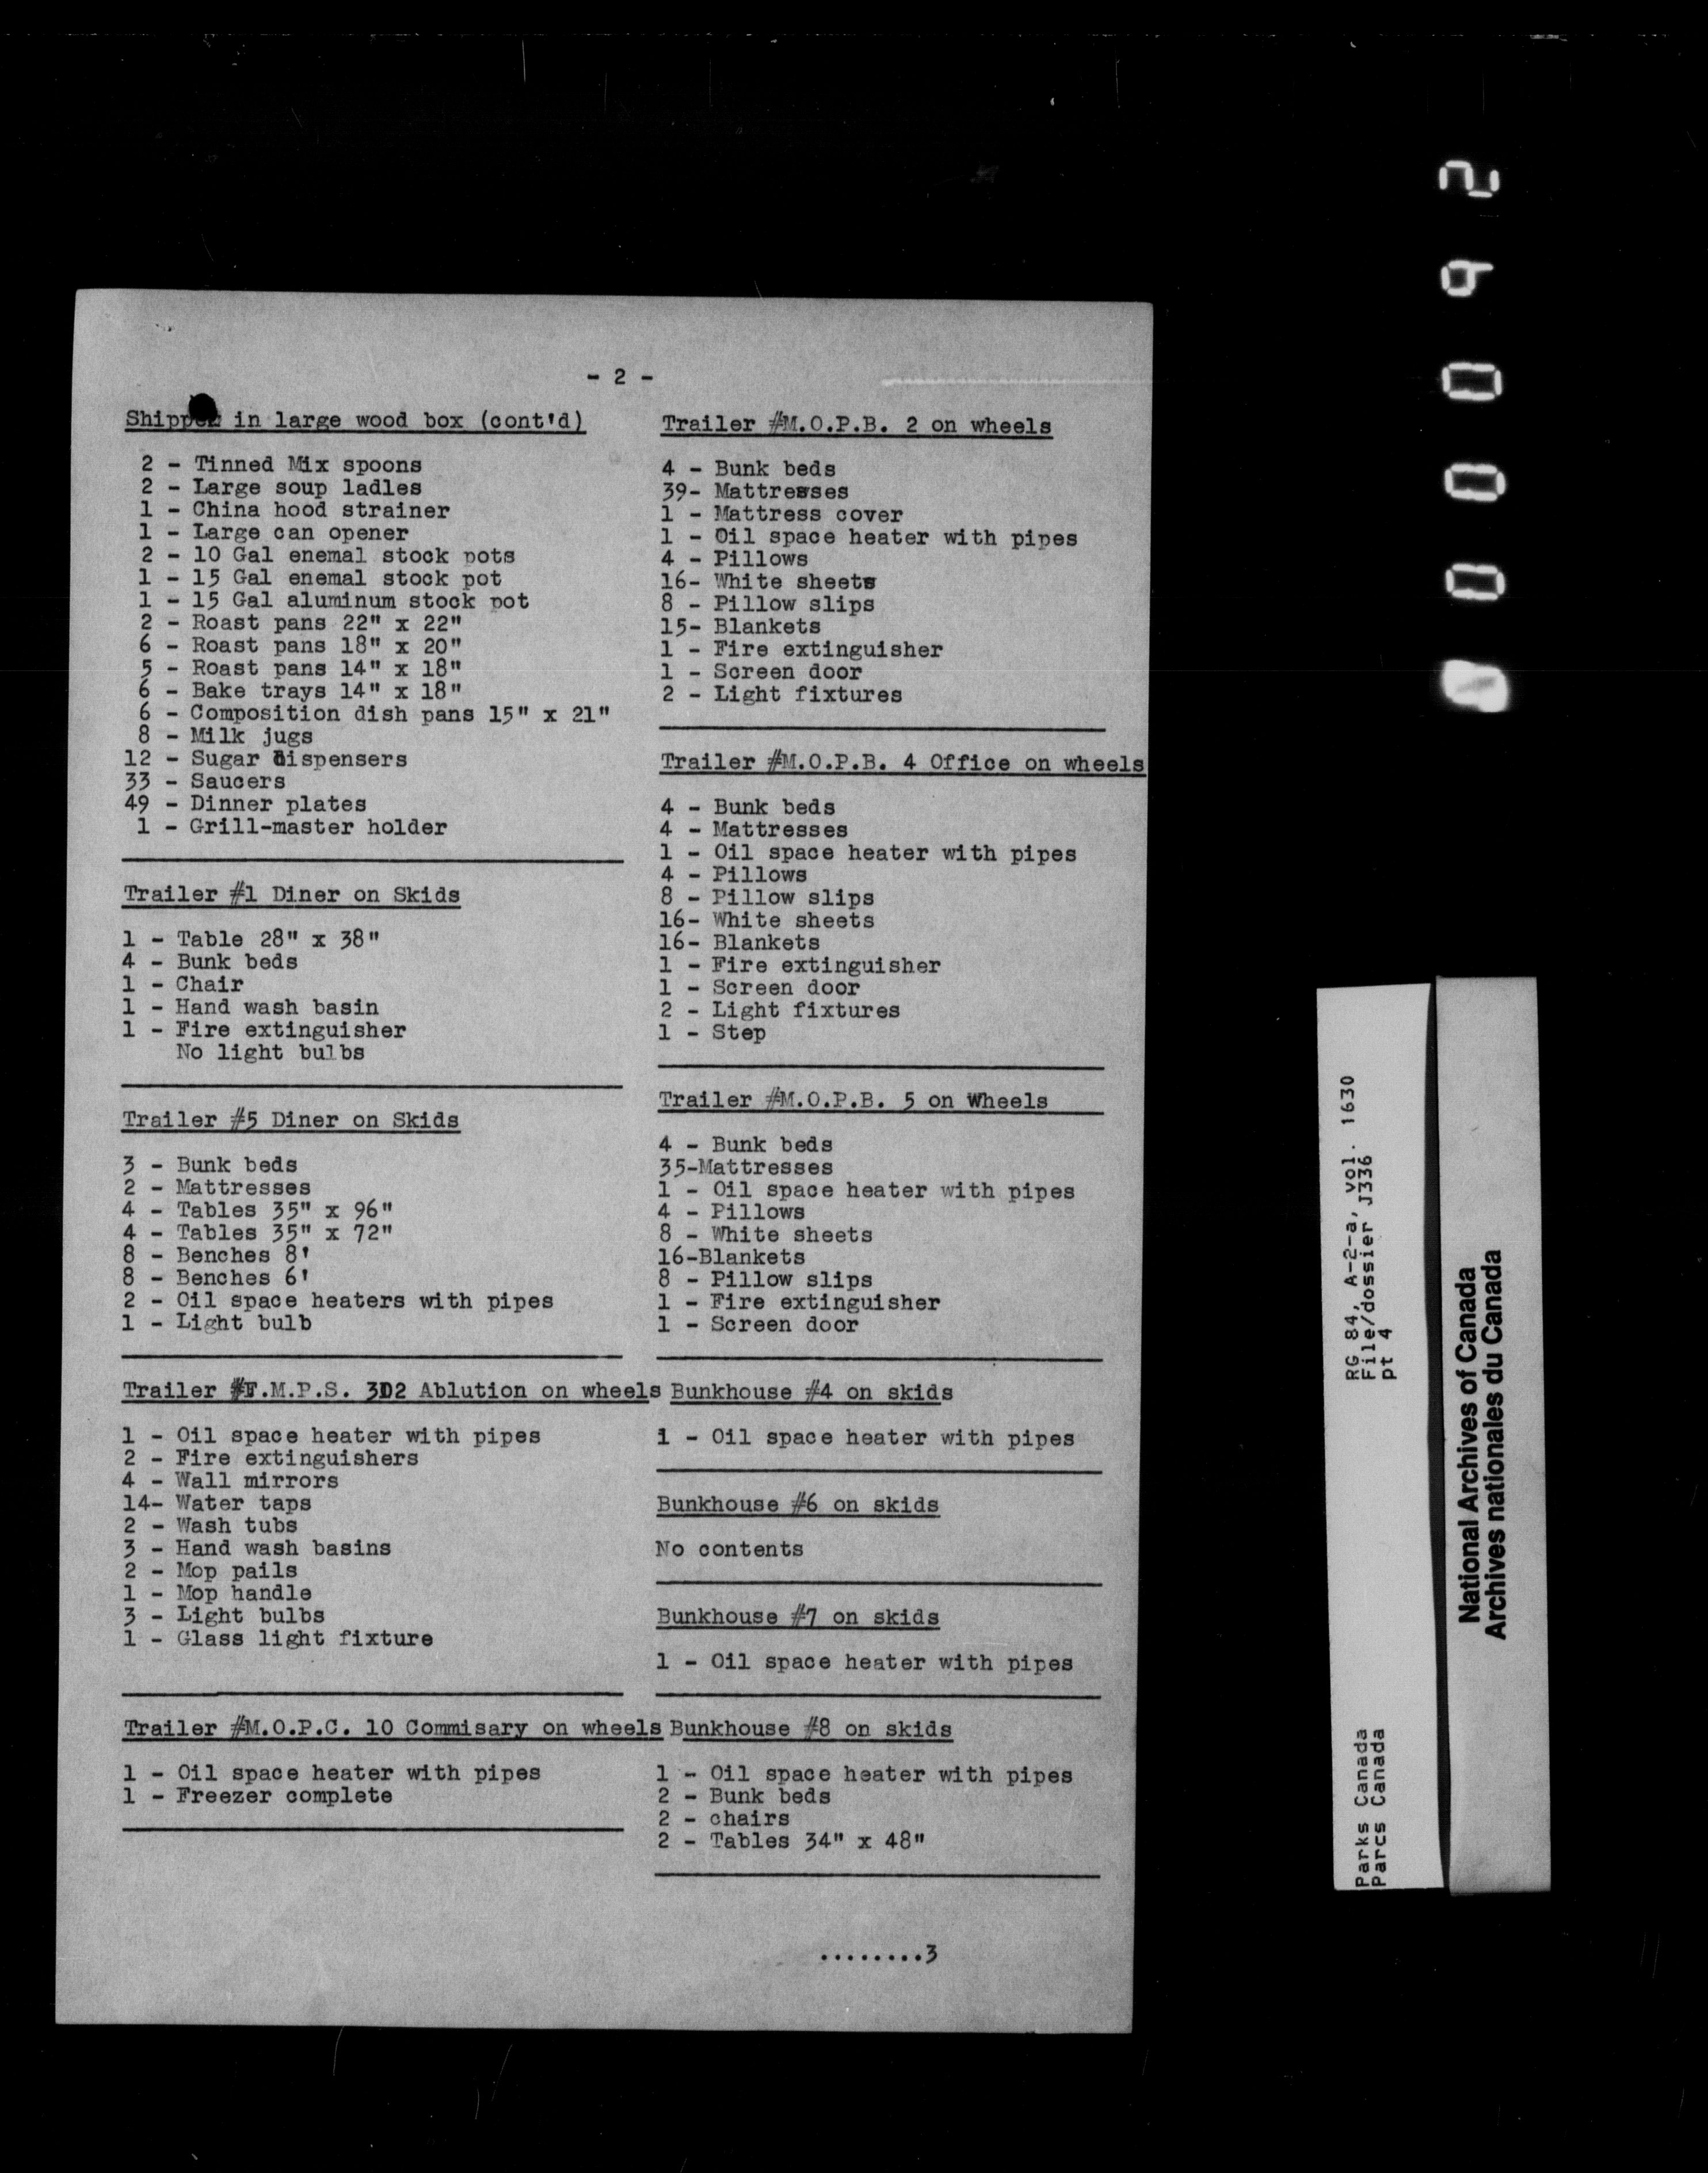 - 2 -
Shipped in large wood box (cont'd)
2 - Tinned Mix spoons
2 - Large soup ladles
1 - China hood strainer
1 - Large can opener
2 - 10 Gal enemal stock pots
1 - 15 Gal enemal stock pot
1 - 15 Gal aluminum stock pot
2 - Roast pans 22" x 22"
6 - Roast pans 18" x 20"
5 - Roast pans 14" x 18"
6 - Bake trays 14" x 18"
6 - Composition dish pans 15" x 21"
8 - Milk jugs
12 - Sugar dispensers
33 - Saucers
49 - Dinner plates
1 - Grill-master holder
Trailer #1 Diner on Skids
1 - Table 28" x 38"
4 - Bunk beds
1 - Chair
1 - Hand wash basin
1 - Fire extinguisher
No light bulbs
Trailer #5 Diner on Skids
3 - Bunk beds
2 - Mattresses
4 - Tables 35" x 96"
4 - Tables 35" x 72"
8 - Benches 8'
8 - Benches 6'
2 - Oil space heaters with pipes
1 - Light bulb
Trailer #T.M.P.S. 3D2 Ablution on wheels
1 - Oil space heater with pipes
2 - Fire extinguishers
4 - Wall mirrors
14- Water taps
2 - Wash tubs
3 - Hand wash basins
2 - Mop pails
1 - Mop handle
3 - Light bulbs
1 - Glass light fixture
Trailer #M.O.P.C. 10 Commisary on wheels
1 - Oil space heater with pipes
1 - Freezer complete
Trailer #M.O.P.B. 2 on wheels
4 - Bunk beds
39- Mattresses
1 - Mattress cover
1 - Oil space heater with pipes
4 - Pillows
16- White sheets
8 - Pillow slips
15- Blankets
1 - Fire extinguisher
1 - Screen door
2 - Light fixtures
Trailer #M.O.P.B. 4 Office on wheels
4 - Bunk beds
4 - Mattresses
1 - Oil space heater with pipes
4 - Pillows
8 - Pillow slips
16- White sheets
16- Blankets
1 - Fire extinguisher
1 - Screen door
2 - Light fixtures
1 - Step
Trailer #M.O.P.B. 5 on Wheels
4 - Bunk beds
35-Mattresses
1 - Oil space heater with pipes
4 - Pillows
8 - White sheets
16-Blankets
8 - Pillow slips
1 - Fire extinguisher
1 - Screen door
Bunkhouse #4 on skids
1 - Oil space heater with pipes
Bunkhouse #6 on skids
No contents
Bunkhouse #7 on skids
1 - Oil space heater with pipes
Bunkhouse #8 on skids
1 - Oil space heater with pipes
2 - Bunk beds
2 - chairs
2 - Tables 34" x 48"
........3
RG 84, A-2-a, vol. 1630
File/dossier J336
pt 4
Parks Canada
Parcs Canada
National Archives of Canada
Archives nationales du Canada